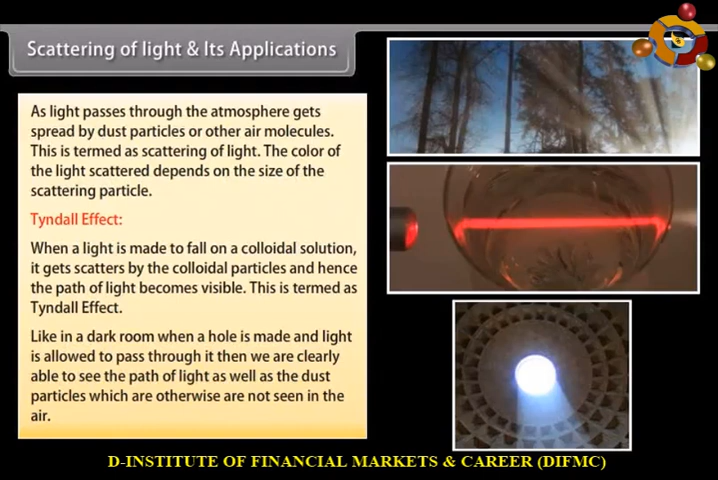 Scattering of light & Its Applications
As light passes through the atmosphere gets
spread by dust particles or other air molecules.
This is termed as scattering of light. The color of
the light scattered depends on the size of the
scattering particle.
Tyndall Effect:
When a light is made to fall on a colloidal solution,
it gets scatters by the colloidal particles and hence
the path of light becomes visible. This is termed as
Tyndall Effect.
Like in a dark room when a hole is made and light
is allowed to pass through it then we are clearly
able to see the path of light as well as the dust
particles which are otherwise are not seen in the
air.
D-INSTITUTE OF FINANCIAL MARKETS & CAREER (DIFMC)